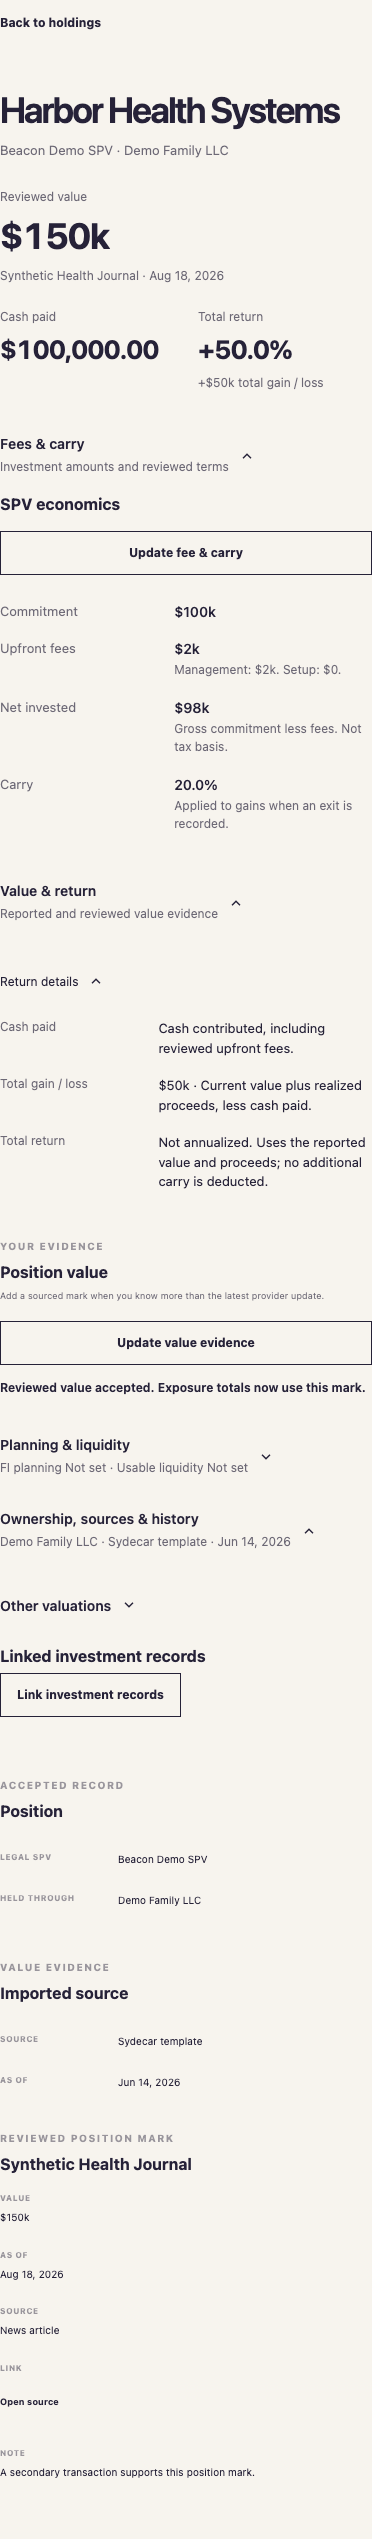 Back to holdings
Harbor Health Systems
Beacon Demo SPV · Demo Family LLC
Reviewed value
$150k
Synthetic Health Journal · Aug 18, 2026
Cash paid
$100,000.00
Total return
+50.0%
+$50k total gain / loss
Fees & carry
Investment amounts and reviewed terms
SPV economics
Update fee & carry
Commitment
$100k
Upfront fees
$2k
Management: $2k. Setup: $0.
Net invested
$98k
Gross commitment less fees. Not
tax basis.
Carry
20.0%
Applied to gains when an exit is
recorded.
Value & return
Reported and reviewed value evidence
Return details
Cash paid
Cash contributed, including
reviewed upfront fees.
Total gain / loss
$50k · Current value plus realized
proceeds, less cash paid.
Total return
Not annualized. Uses the reported
value and proceeds; no additional
carry is deducted.
YOUR EVIDENCE
Position value
Add a sourced mark when you know more than the latest provider update.
Update value evidence
Reviewed value accepted. Exposure totals now use this mark.
Planning & liquidity
FI planning Not set · Usable liquidity Not set
Ownership, sources & history
Demo Family LLC · Sydecar template · Jun 14, 2026
Other valuations
Linked investment records
Link investment records
ACCEPTED RECORD
Position
LEGAL SPV
Beacon Demo SPV
HELD THROUGH
Demo Family LLC
VALUE EVIDENCE
Imported source
SOURCE
Sydecar template
AS OF
Jun 14, 2026
REVIEWED POSITION MARK
Synthetic Health Journal
VALUE
$150k
AS OF
Aug 18, 2026
SOURCE
News article
LINK
Open source
NOTE
A secondary transaction supports this position mark.